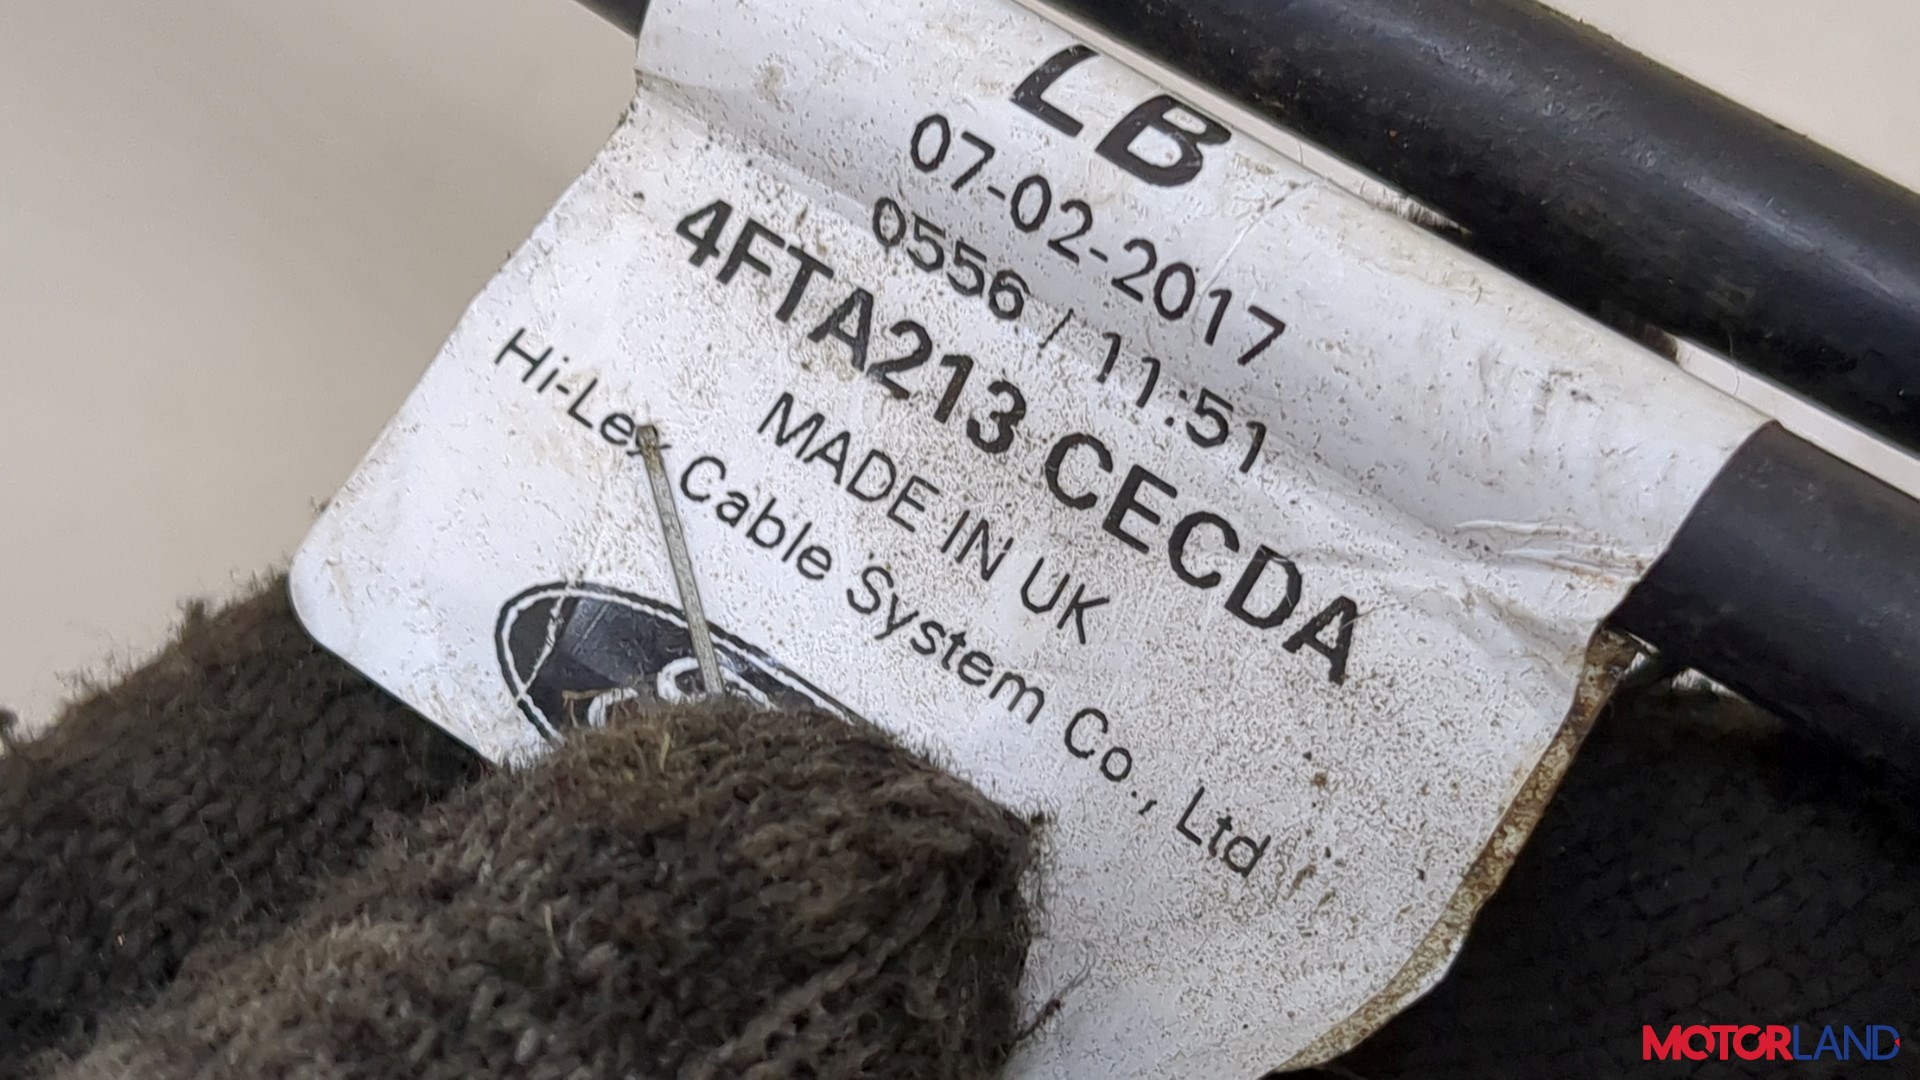 LB
07-02-2017
0556 / 11:51
4FTA213 CECDA
MADE IN UK
Hi-Lex Cable System Co., Ltd
MOTORLAND